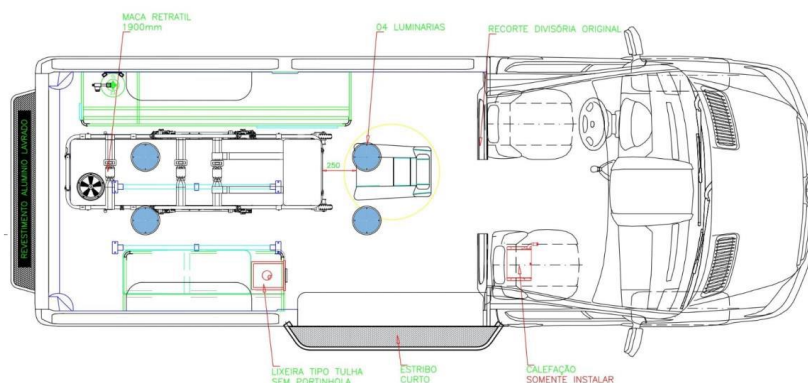 MACA RETRATIL
1900mm
04 LUMINARIAS
RECORTE DIVISÓRIA ORIGINAL
REVESTIMENTO ALUMINIO LAVRADO
250
LIXEIRA TIPO TULHA
SEM PORTINHOLA
ESTRIBO
CURTO
CALEFAÇÃO
SOMENTE INSTALAR